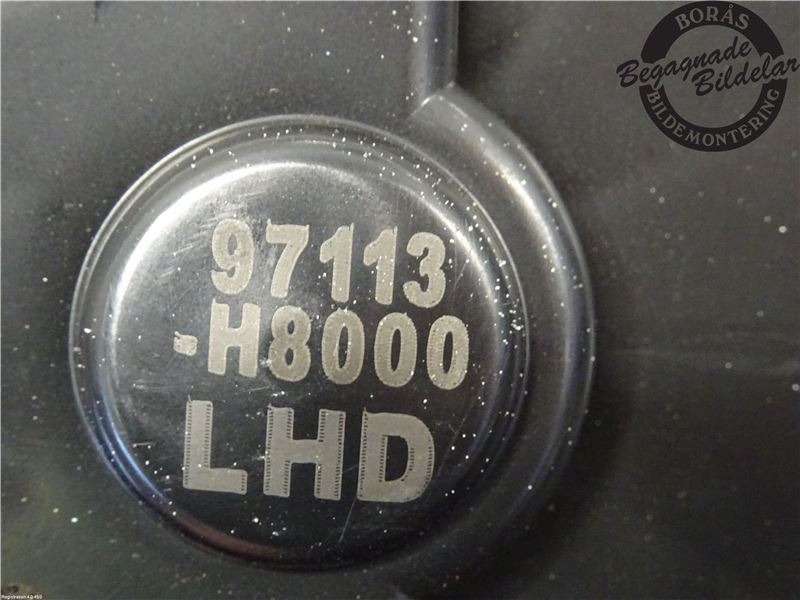 BORÅS
Begagnade
Bildelar
BILDEMONTERING
97113
-H8000
LHD